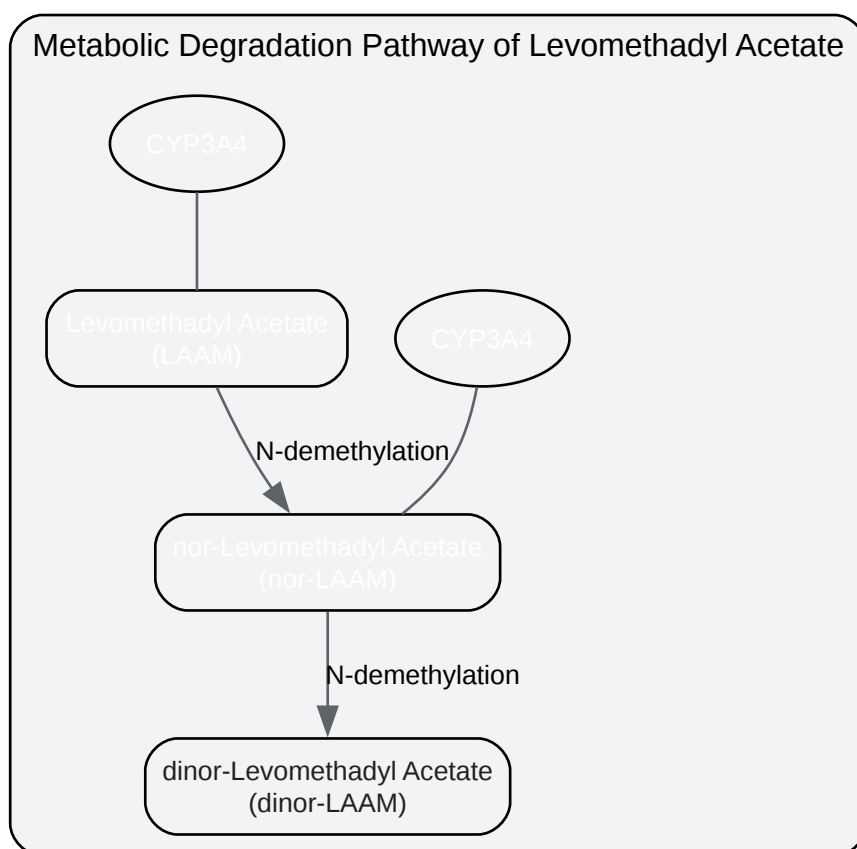 Metabolic Degradation Pathway of Levomethadyl Acetate
CYP3A4
Levomethadyl Acetate
(LAAM)
CYP3A4
N-demethylation
nor-Levomethadyl Acetate
(nor-LAAM)
N-demethylation
dinor-Levomethadyl Acetate
(dinor-LAAM)